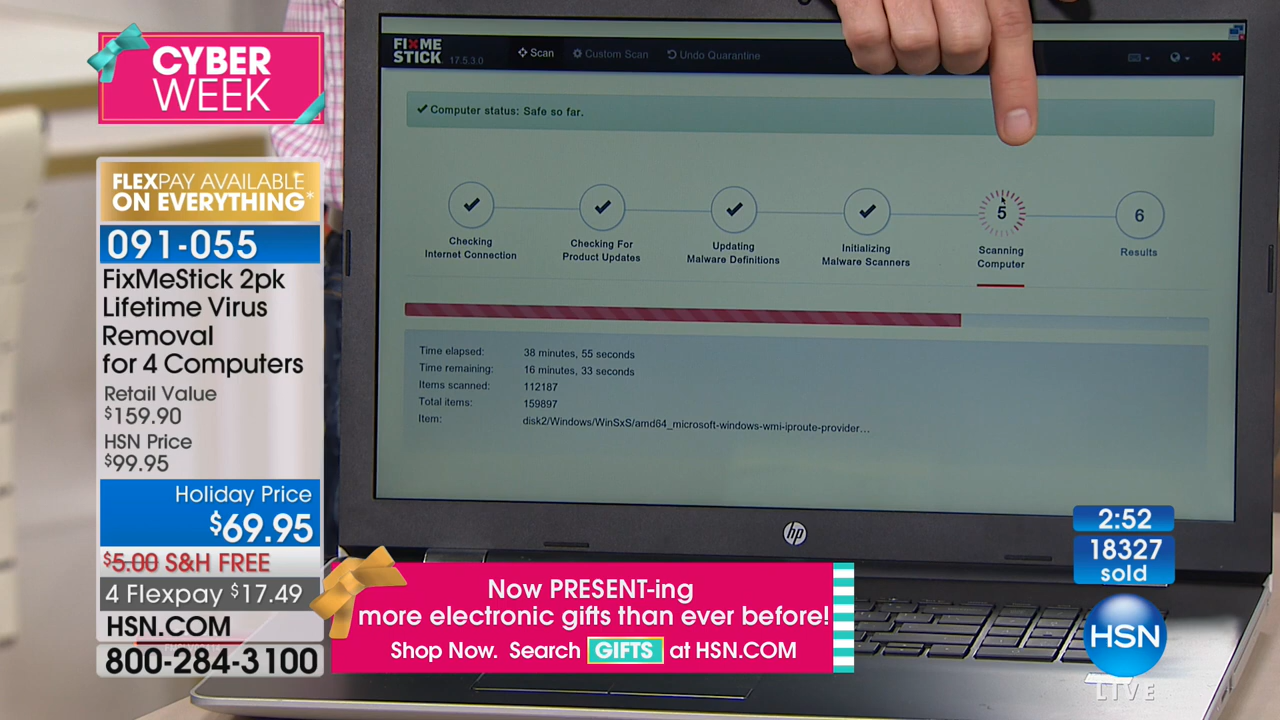 CYBER
WEEK
FLEXPAY AVAILABLE
ON EVERYTHING*
091-055
FixMeStick 2pk
Lifetime Virus
Removal
for 4 Computers
Retail Value
$159.90
HSN Price
$99.95
Holiday Price
$69.95
$5.00 S&H FREE
4 Flexpay $17.49
HSN.COM
800-284-3100
FIXME
STICK 17.5.3.0
Scan
Custom Scan
Undo Quarantine
Computer status: Safe so far.
Checking
Internet Connection
Checking For
Product Updates
Updating
Malware Definitions
Initializing
Malware Scanners
5
Scanning
Computer
6
Results
Time elapsed: 38 minutes, 55 seconds
Time remaining: 16 minutes, 33 seconds
Items scanned: 112187
Total items: 159897
Item: disk2/Windows/WinSxS/amd64_microsoft-windows-wmi-iproute-provider...
hp
Now PRESENT-ing
more electronic gifts than ever before!
Shop Now. Search GIFTS at HSN.COM
2:52
18327
sold
HSN
LIVE